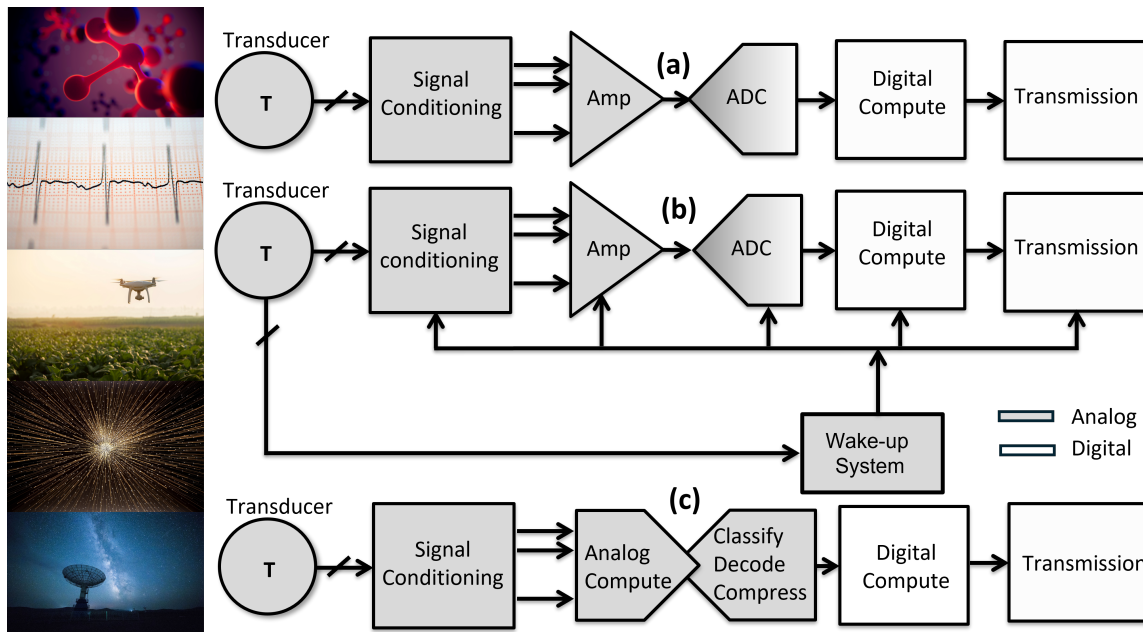 Transducer
T
Signal
Conditioning
Amp
(a)
ADC
Digital
Compute
Transmission
Transducer
T
Signal
conditioning
Amp
(b)
ADC
Digital
Compute
Transmission
Wake-up
System
Analog
Digital
Transducer
T
Signal
Conditioning
(c)
Analog
Compute
Classify
Decode
Compress
Digital
Compute
Transmission